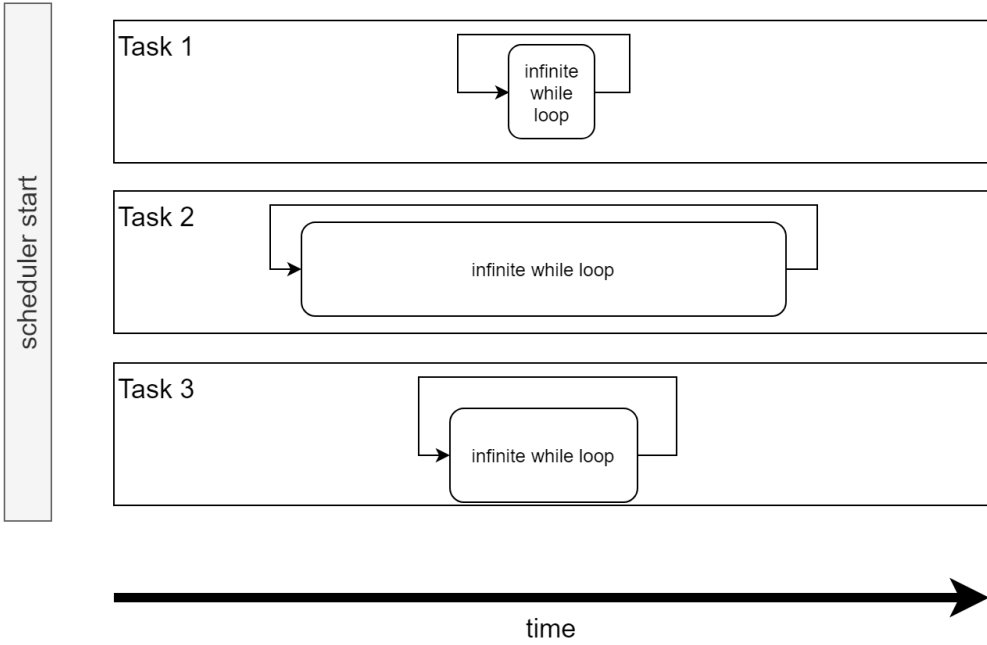 scheduler start
Task 1
infinite
while
loop
Task 2
infinite while loop
Task 3
infinite while loop
time